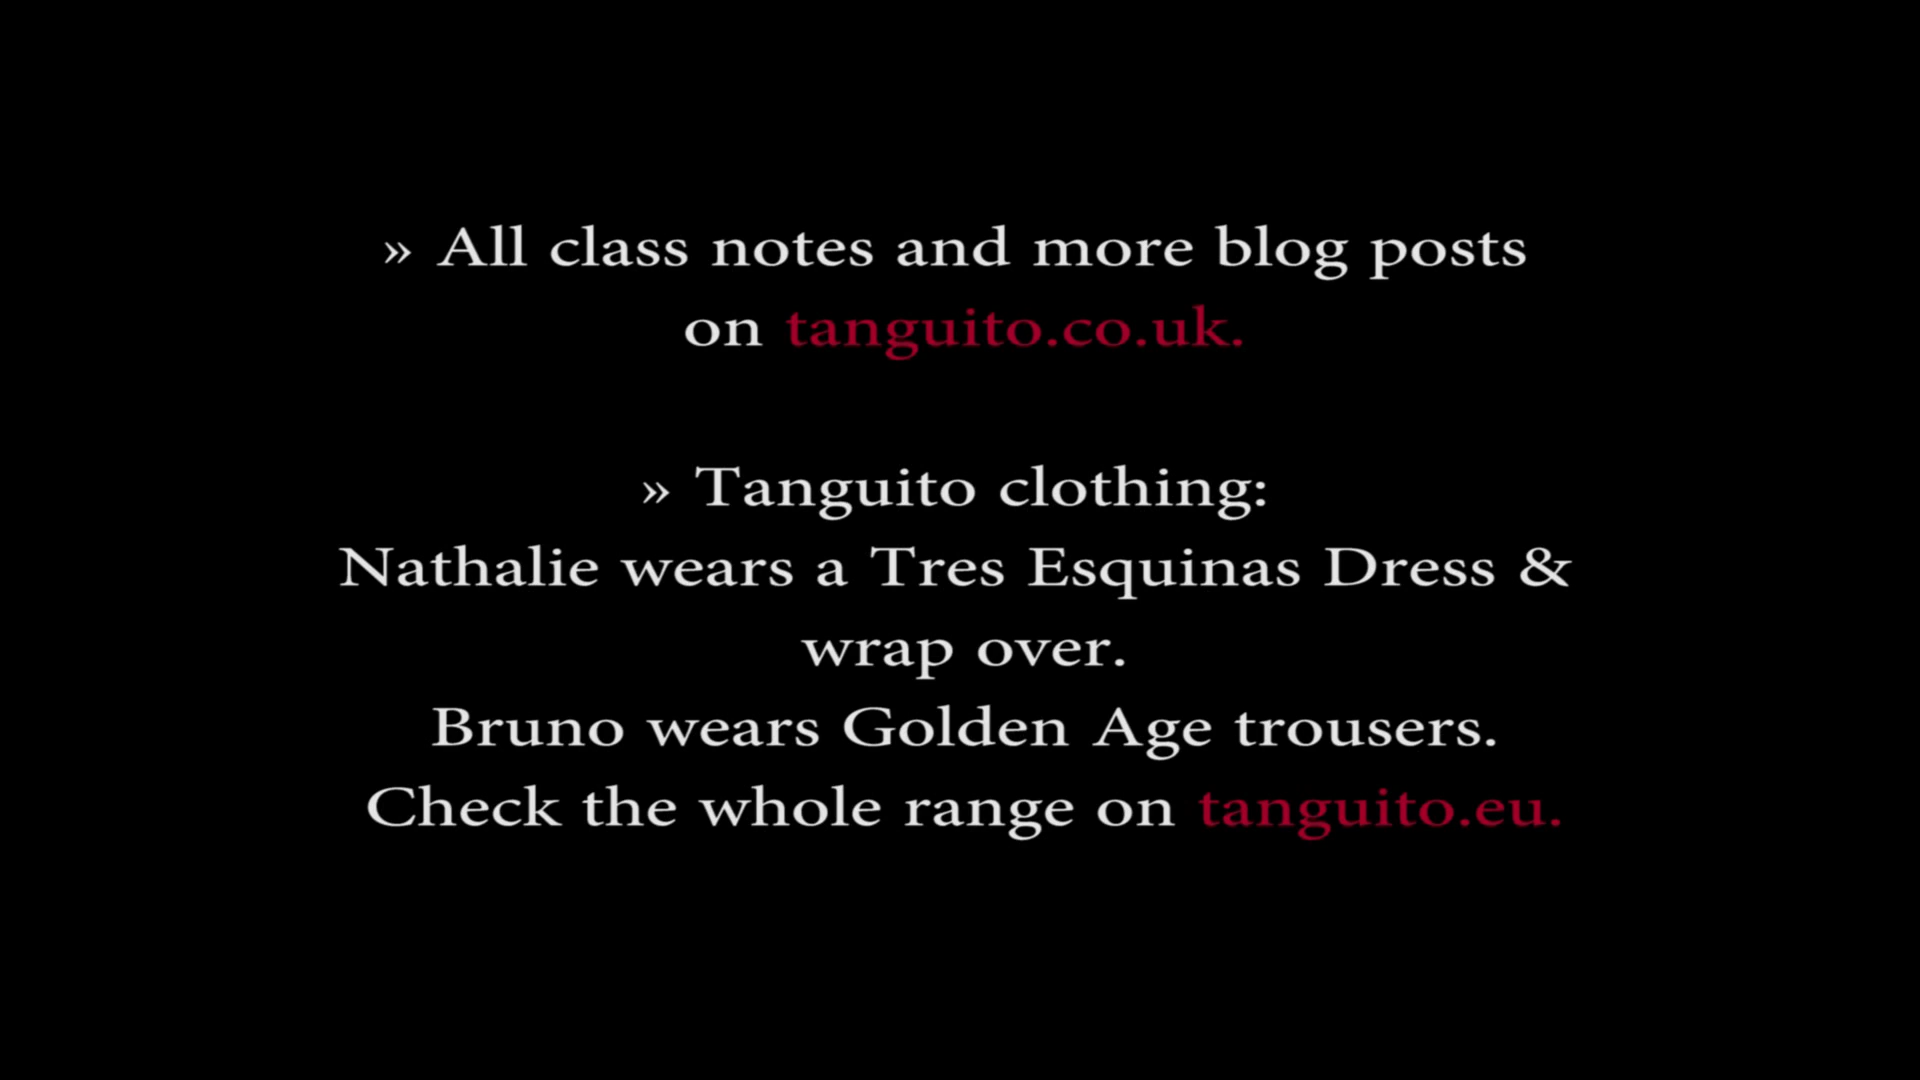 » All class notes and more blog posts
on tanguito.co.uk.
» Tanguito clothing:
Nathalie wears a Tres Esquinas Dress &
wrap over.
Bruno wears Golden Age trousers.
Check the whole range on tanguito.eu.